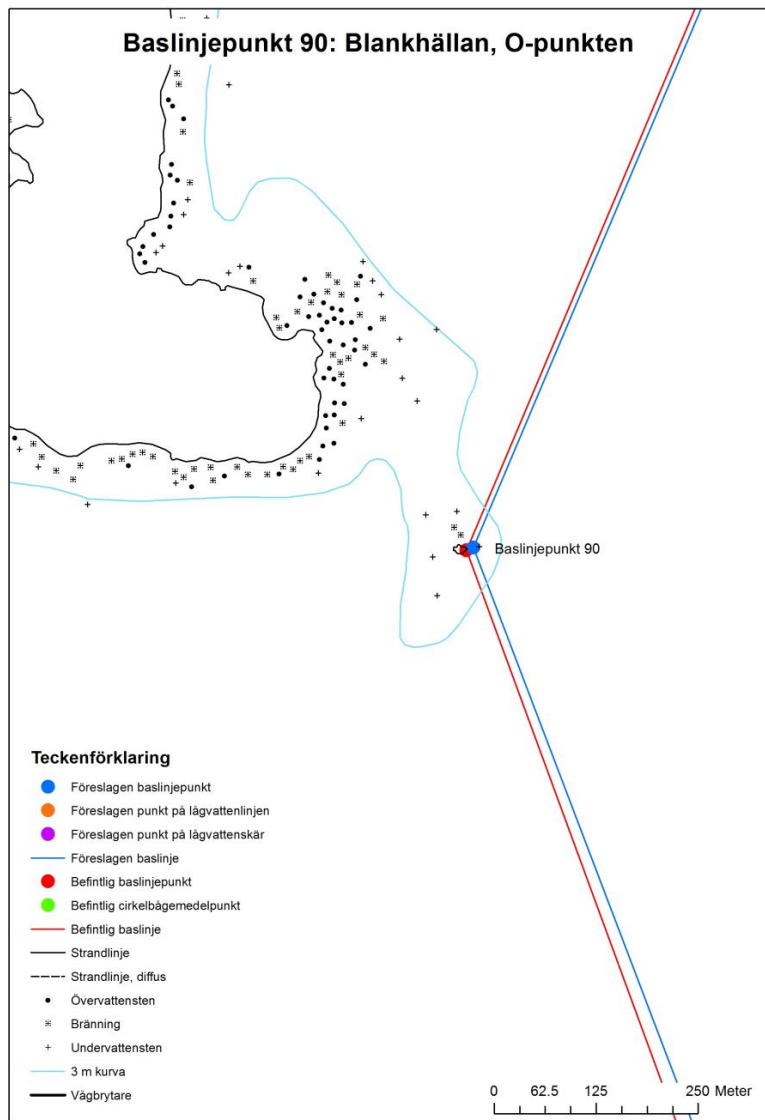 Baslinjepunkt 90: Blankhällan, O-punkten
Baslinjepunkt 90
Teckenförklaring
Föreslagen baslinjepunkt
Föreslagen punkt på lågvattenlinjen
Föreslagen punkt på lågvattenskär
Föreslagen baslinje
Befintlig baslinjepunkt
Befintlig cirkelbågemedelpunkt
Befintlig baslinje
Strandlinje
Strandlinje, diffus
Övervattensten
Bränning
Undervattensten
3 m kurva
Vågbrytare
0 62.5 125 250 Meter